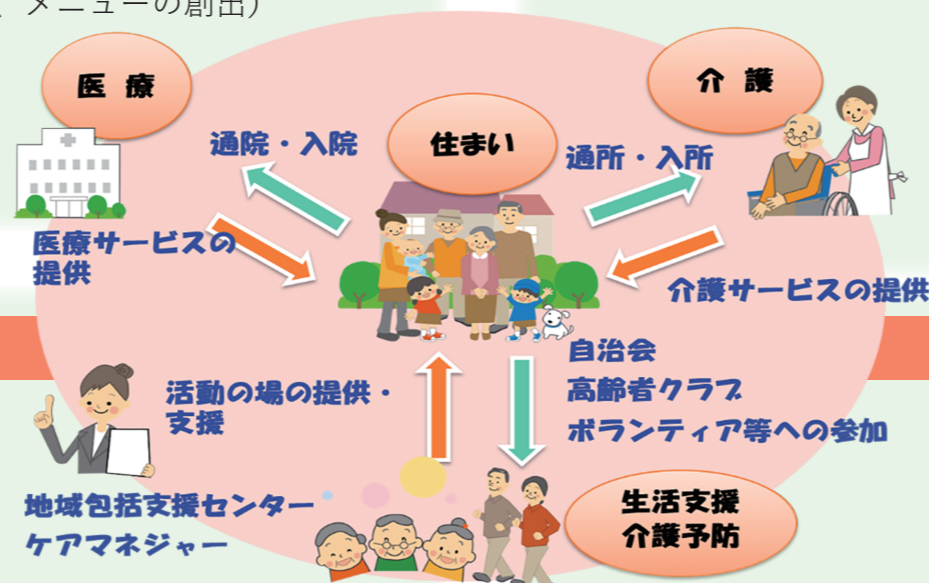 メニューの創出）
医 療
介 護
住まい
通院・入院
通所・入所
医療サービスの
提供
介護サービスの提供
自治会
高齢者クラブ
ボランティア等への参加
活動の場の提供・
支援
地域包括支援センター
ケアマネジャー
生活支援
介護予防